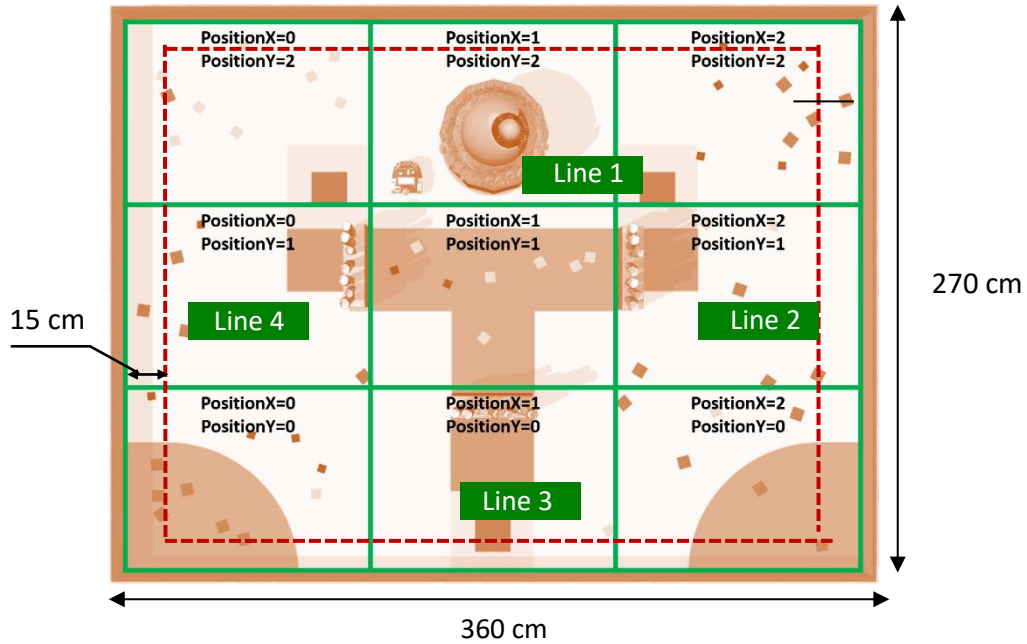 PositionX=0
PositionY=2
PositionX=1
PositionY=2
PositionX=2
PositionY=2
Line 1
PositionX=0
PositionY=1
PositionX=1
PositionY=1
PositionX=2
PositionY=1
270 cm
15 cm
Line 4
Line 2
PositionX=0
PositionY=0
PositionX=1
PositionY=0
PositionX=2
PositionY=0
Line 3
360 cm